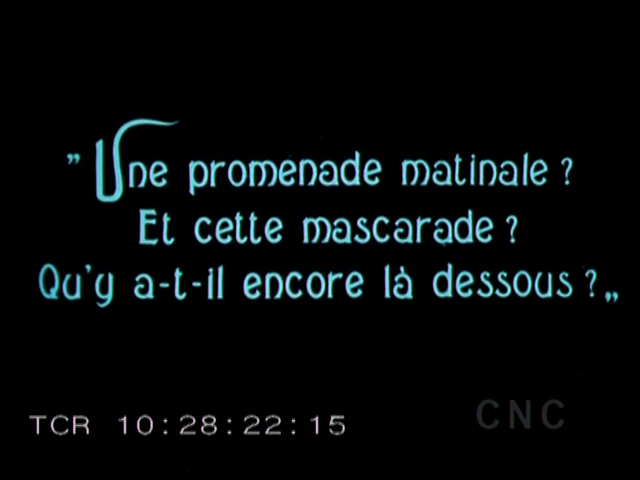 ” Une promenade matinale ?
Et cette mascarade ?
Qu'y a-t-il encore là dessous ? „
TCR 10:28:22:15
CNC